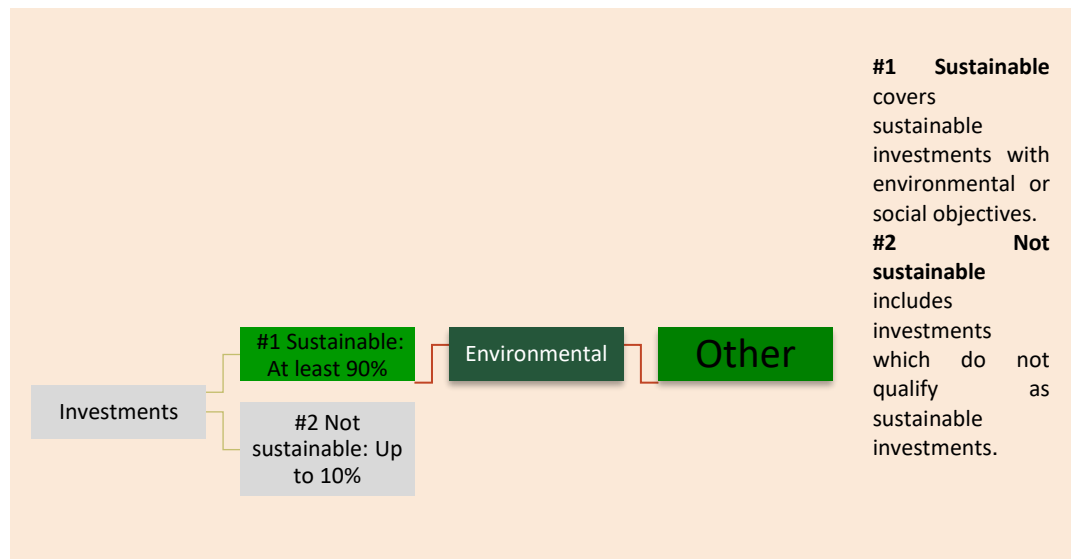 Investments
#1 Sustainable:
At least 90%
#2 Not
sustainable: Up
to 10%
Environmental
Other
#1 Sustainable
covers
sustainable
investments with
environmental or
social objectives.
#2 Not
sustainable
includes
investments
which do not
qualify as
sustainable
investments.